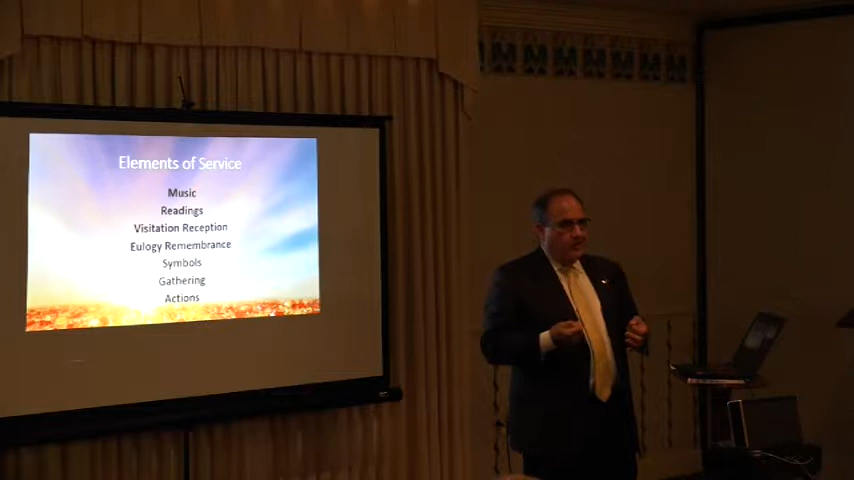 Elements of Service
Music
Readings
Visitation Reception
Eulogy Remembrance
Symbols
Gathering
Actions